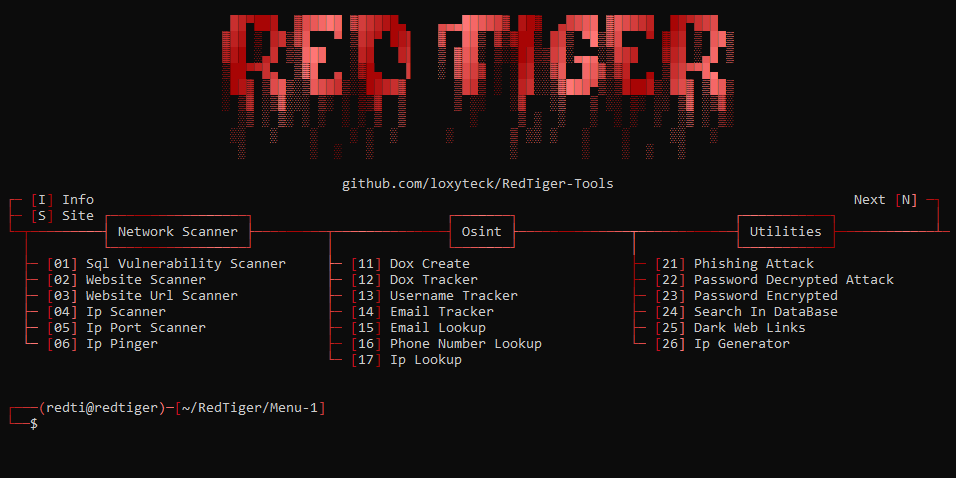 RED TIGER
github.com/loxyteck/RedTiger-Tools
[I] Info
Next [N]
[S] Site
Network Scanner
Osint
Utilities
[01] Sql Vulnerability Scanner
[11] Dox Create
[21] Phishing Attack
[02] Website Scanner
[12] Dox Tracker
[22] Password Decrypted Attack
[03] Website Url Scanner
[13] Username Tracker
[23] Password Encrypted
[04] Ip Scanner
[14] Email Tracker
[24] Search In DataBase
[05] Ip Port Scanner
[15] Email Lookup
[25] Dark Web Links
[06] Ip Pinger
[16] Phone Number Lookup
[26] Ip Generator
[17] Ip Lookup
(redti@redtiger)-[~/RedTiger/Menu-1]
$